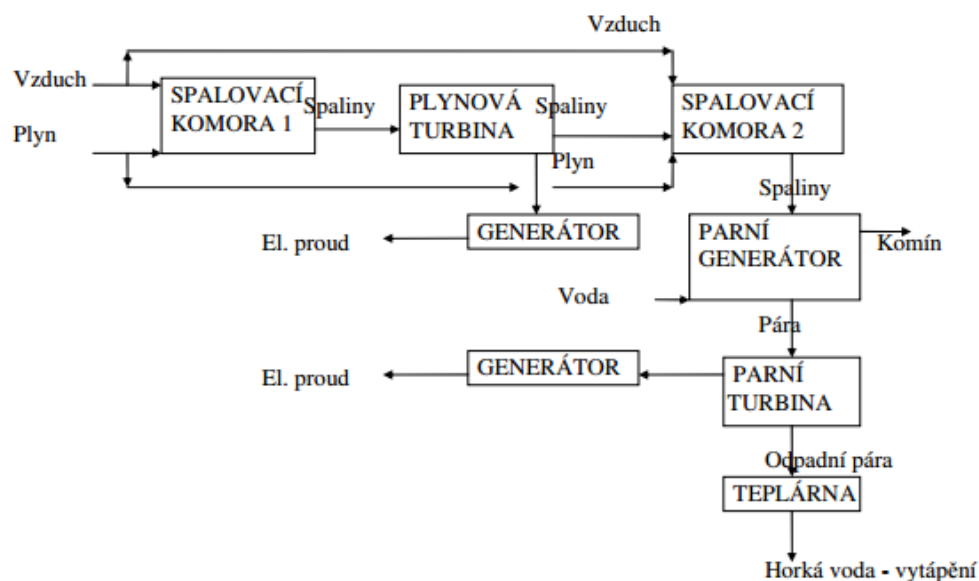 Vzduch
Vzduch
SPALOVACÍ
KOMORA 1
Spaliny
PLYNOVÁ
TURBINA
Spaliny
SPALOVACÍ
KOMORA 2
Plyn
Plyn
Spaliny
El. proud
GENERÁTOR
PARNÍ
GENERÁTOR
Komín
Voda
Pára
El. proud
GENERÁTOR
PARNÍ
TURBINA
Odpadní pára
TEPLÁRNA
Horká voda - vytápění